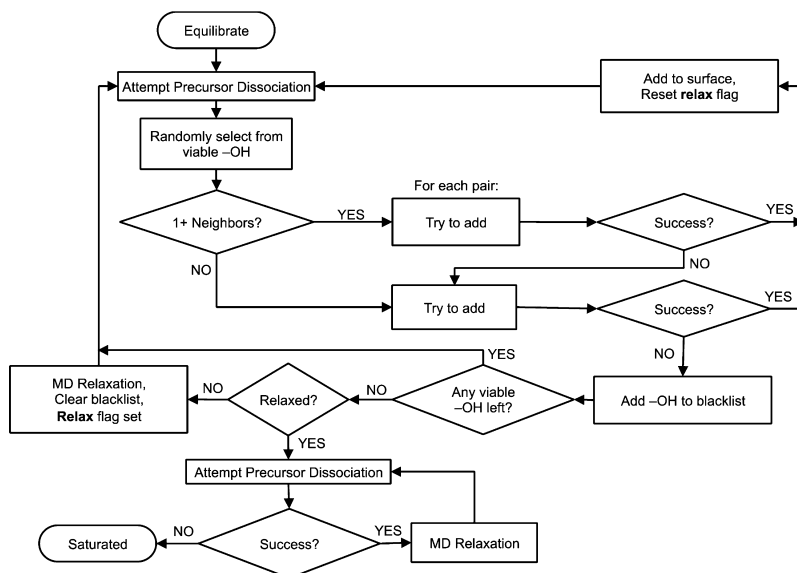 Equilibrate
Attempt Precursor Dissociation
Add to surface,
Reset relax flag
Randomly select from
viable –OH
For each pair:
1+ Neighbors?
YES
Try to add
Success?
YES
NO
NO
Try to add
Success?
YES
NO
YES
MD Relaxation,
Clear blacklist,
Relax flag set
NO
Relaxed?
NO
Any viable
–OH left?
Add –OH to blacklist
YES
Attempt Precursor Dissociation
Saturated
NO
Success?
YES
MD Relaxation